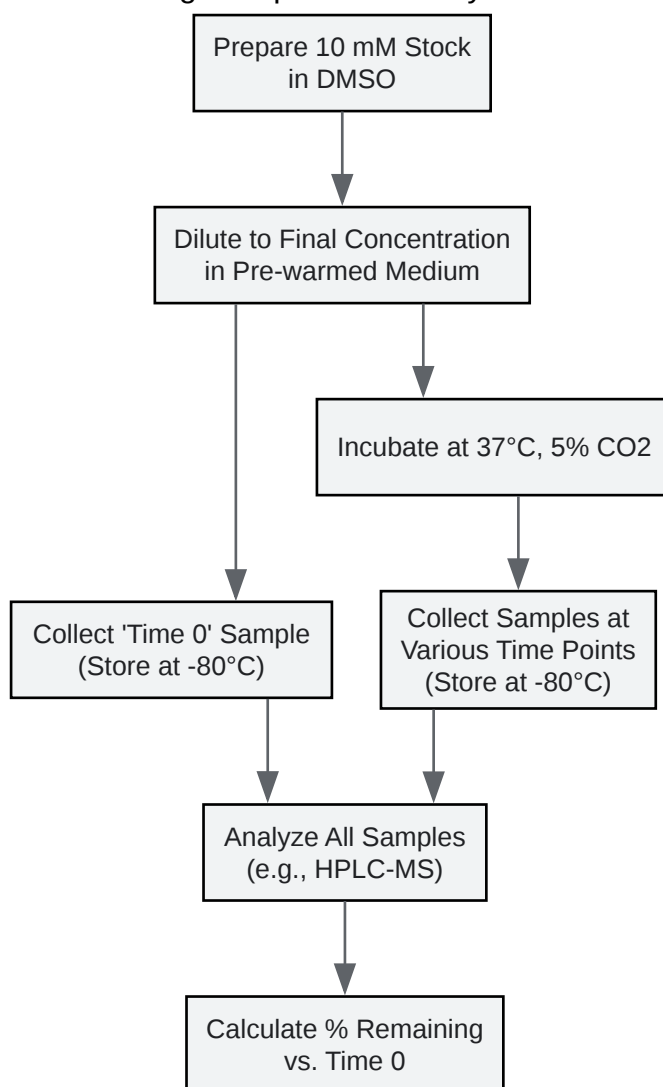 Prepare 10 mM Stock
in DMSO
Dilute to Final Concentration
in Pre-warmed Medium
Incubate at 37°C, 5% CO2
Collect 'Time 0' Sample
(Store at -80°C)
Collect Samples at
Various Time Points
(Store at -80°C)
Analyze All Samples
(e.g., HPLC-MS)
Calculate % Remaining
vs. Time 0